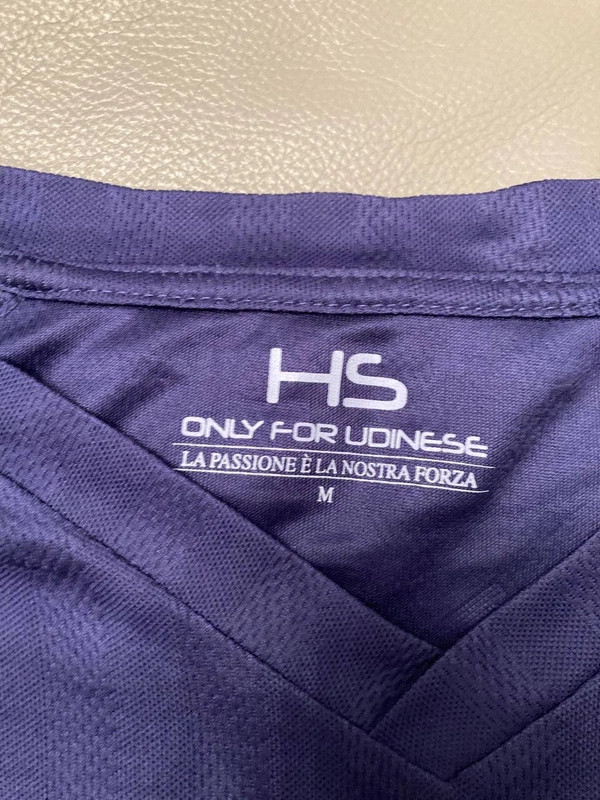 HS
ONLY FOR UDINESE
LA PASSIONE È LA NOSTRA FORZA
M